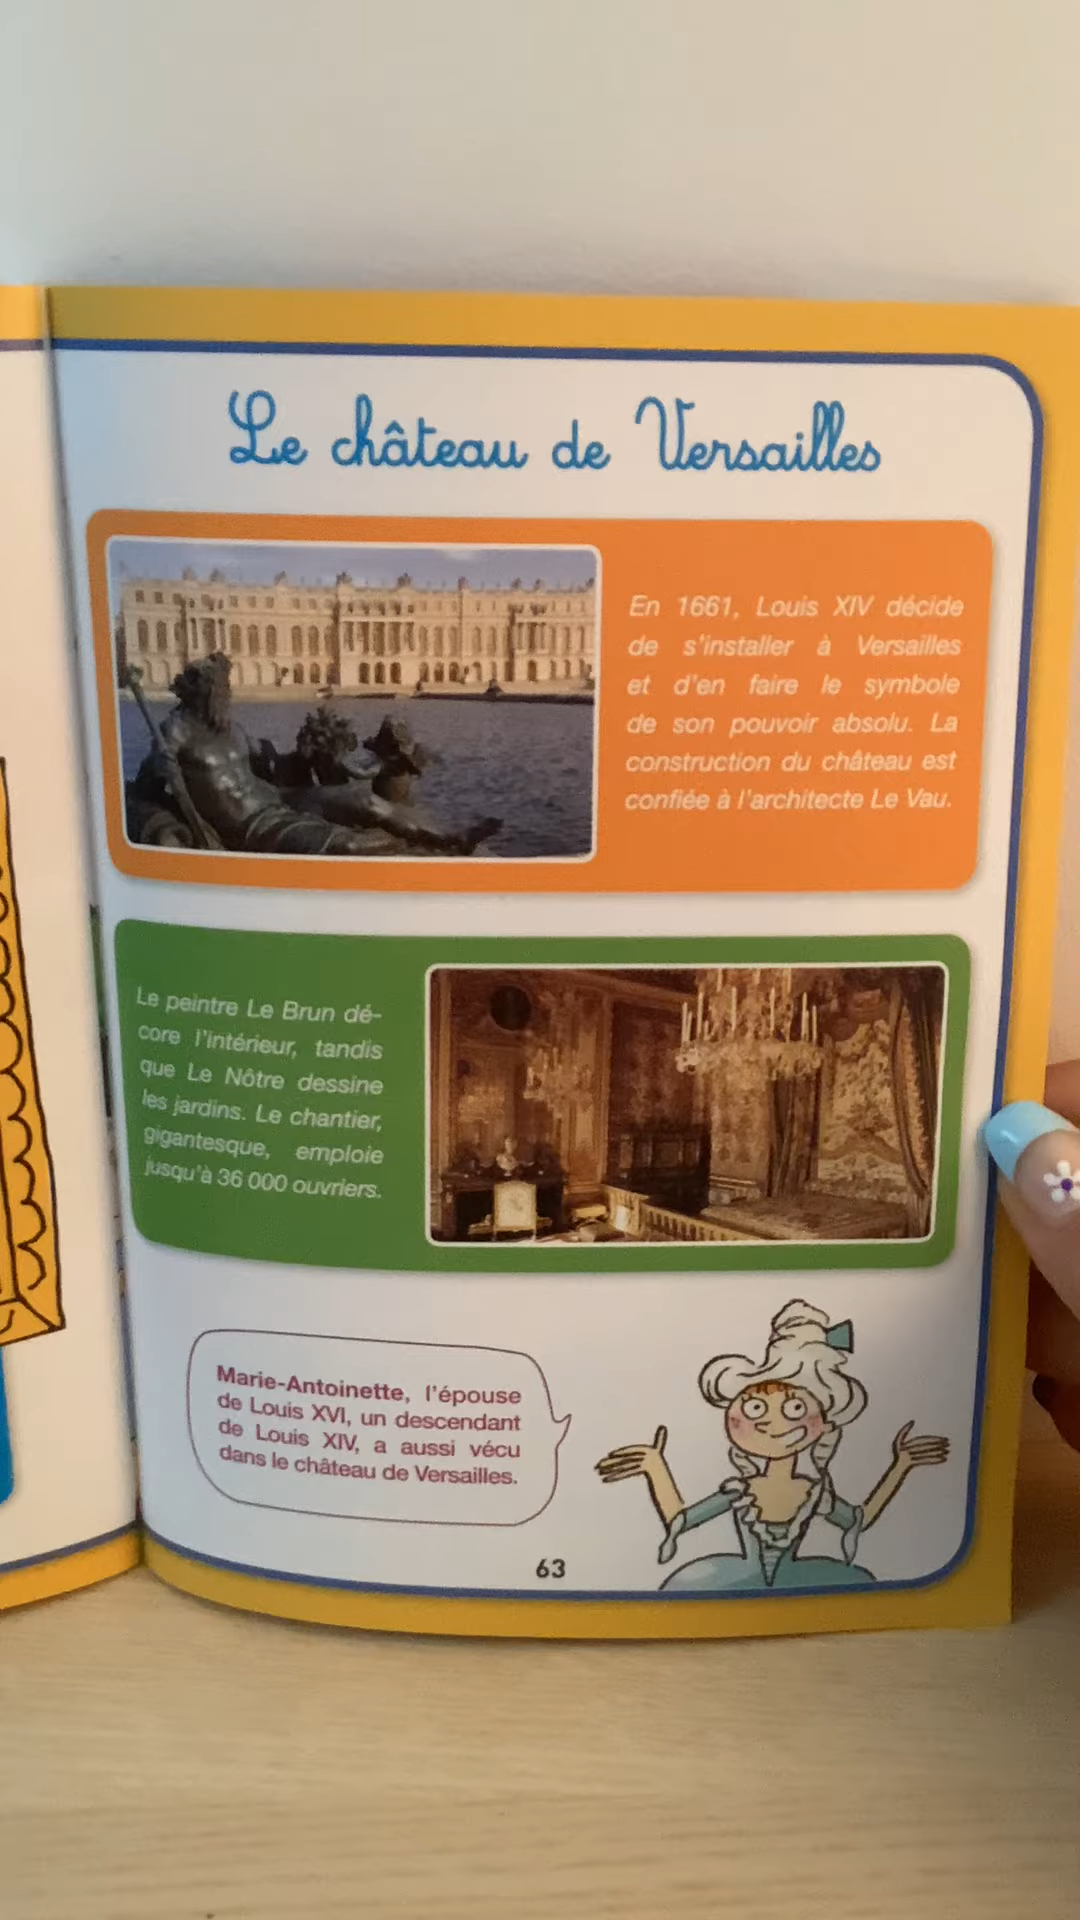 Le château de Versailles
En 1661, Louis XIV décide
de s'installer à Versailles
et d'en faire le symbole
de son pouvoir absolu. La
construction du château est
confiée à l'architecte Le Vau.
Le peintre Le Brun dé-
core l'intérieur, tandis
que Le Nôtre dessine
les jardins. Le chantier,
gigantesque, emploie
jusqu'à 36 000 ouvriers.
Marie-Antoinette, l'épouse
de Louis XVI, un descendant
de Louis XIV, a aussi vécu
dans le château de Versailles.
63